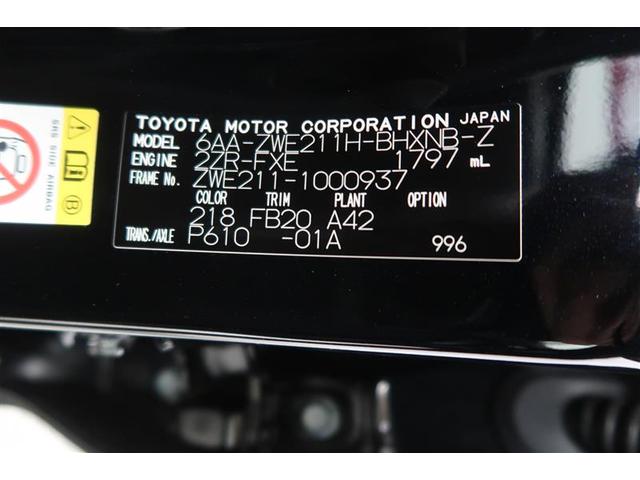 TOYOTA MOTOR CORPORATION JAPAN
MODEL 6AA-ZWE211H-BHXNB-Z
ENGINE 2ZR-FXE 1797 mL
FRAME No. ZWE211-1000937
COLOR TRIM PLANT OPTION
218 FB20 A42
TRANS./AXLE P610 -01A 996
SRS SIDE AIRBAG
B